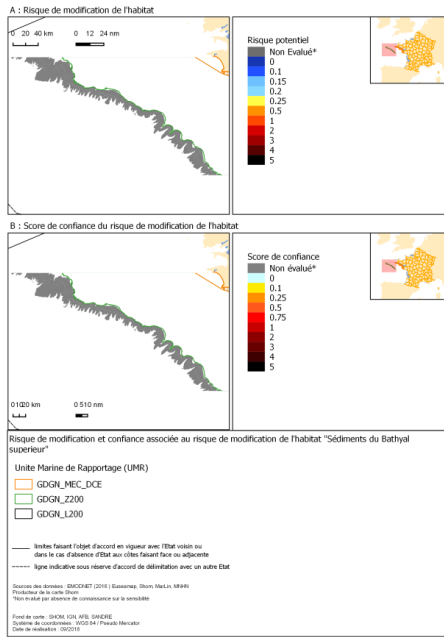 A : Risque de modification de l'habitat
0 20 40 km
0 12 24 nm
Risque potentiel
Non Evalué*
0
0.1
0.15
0.2
0.25
0.5
1
2
3
4
5
B : Score de confiance du risque de modification de l'habitat
01020 km
0 510 nm
Score de confiance
Non évalué*
0
0.1
0.25
0.5
0.75
1
2
3
4
5
Risque de modification et confiance associée au risque de modification de l'habitat "Sédiments du Bathyal
superieur"
Unite Marine de Rapportage (UMR)
GDGN_MEC_DCE
GDGN_Z200
GDGN_L200
limites faisant l'objet d'accord en vigueur avec l'Etat voisin ou
dans le cas d'absence d'Etat aux côtes faisant face ou adjacente
ligne indicative sous réserve d'accord de délimitation avec un autre Etat
Sources des données : EMODNET (2016) Euseamap, Shom, MarLin, MNHN
Producteur de la carte Shom
*Non évalué par absence de connaissance sur la sensibilité
Fond de carte : SHOM, IGN, AFB, SANDRE
Système de coordonnées : WGS 84 / Pseudo Mercator
Date de réalisation : 09/2018